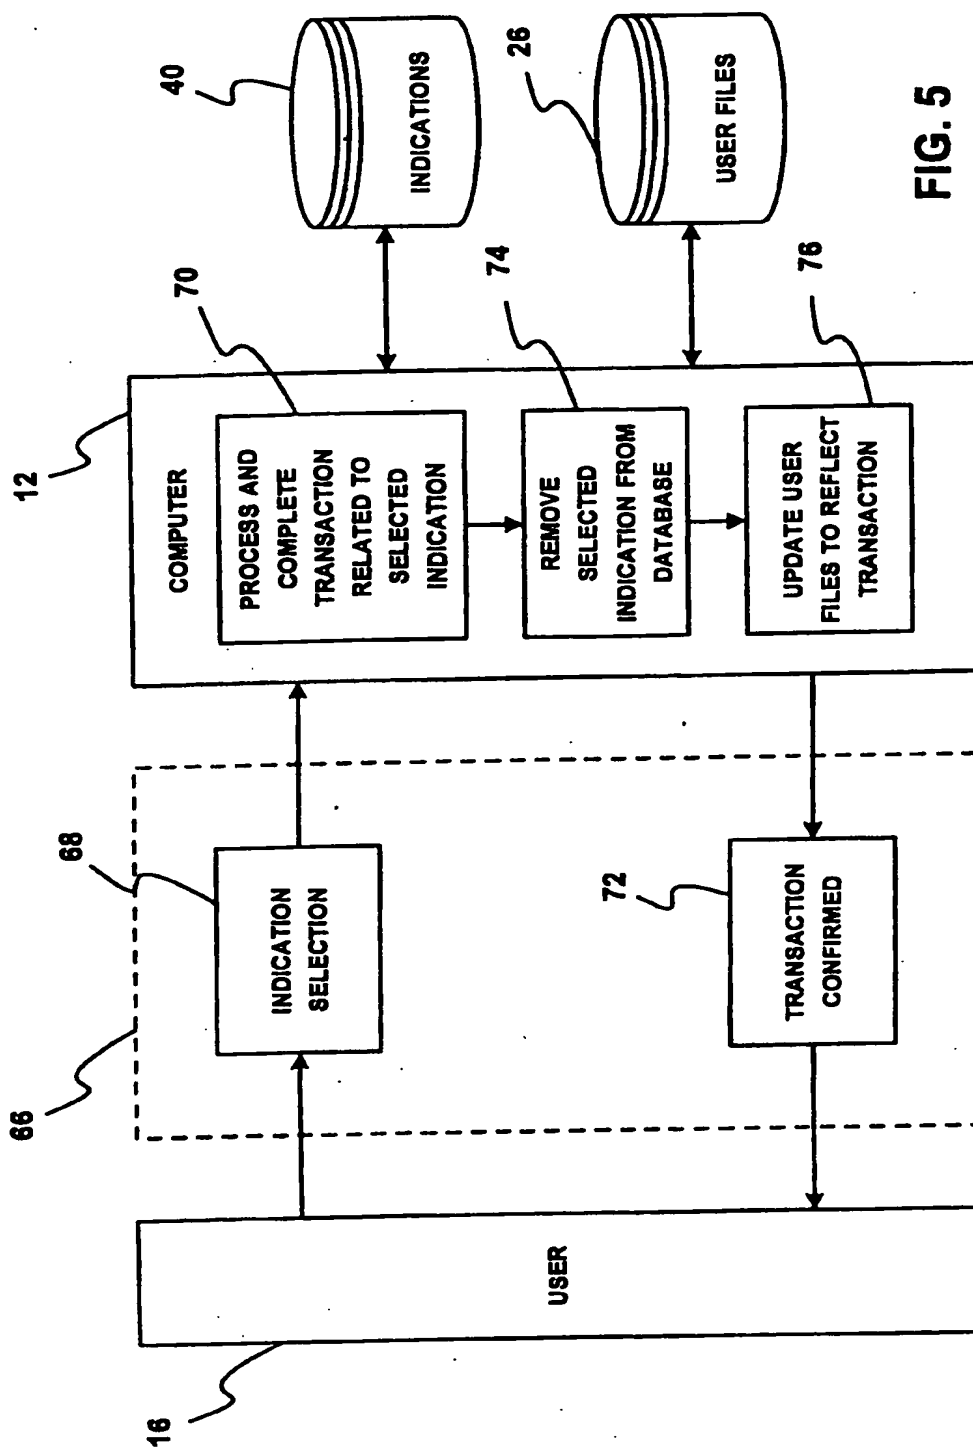 12
COMPUTER
70
PROCESS AND
COMPLETE
TRANSACTION
RELATED TO
SELECTED
INDICATION
74
REMOVE
SELECTED
INDICATION FROM
DATABASE
76
UPDATE USER
FILES TO REFLECT
TRANSACTION
40
INDICATIONS
26
USER FILES
66
68
INDICATION
SELECTION
72
TRANSACTION
CONFIRMED
16
USER
FIG. 5